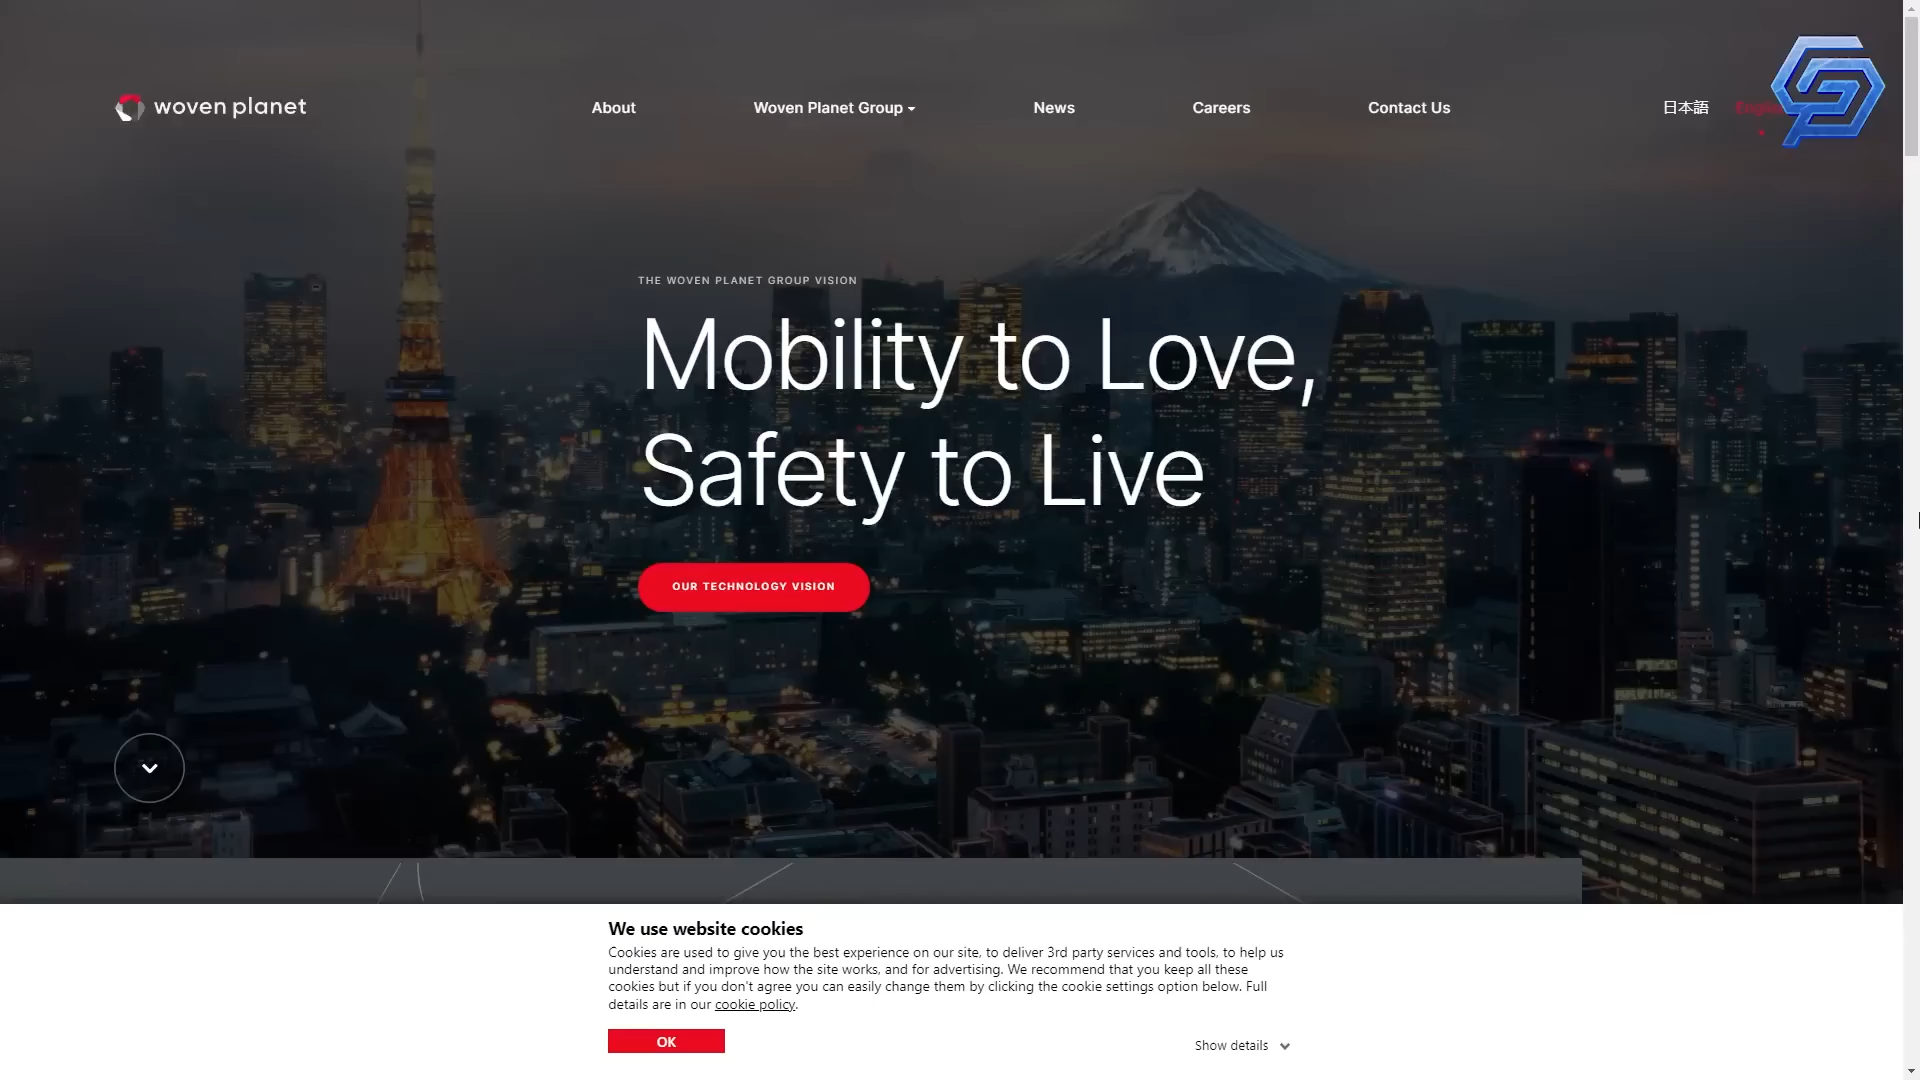 woven planet
About
Woven Planet Group
News
Careers
Contact Us
日本語
English
THE WOVEN PLANET GROUP VISION
Mobility to Love,
Safety to Live
OUR TECHNOLOGY VISION
We use website cookies
Cookies are used to give you the best experience on our site, to deliver 3rd party services and tools, to help us
understand and improve how the site works, and for advertising. We recommend that you keep all these
cookies but if you don't agree you can easily change them by clicking the cookie settings option below. Full
details are in our cookie policy.
OK
Show details